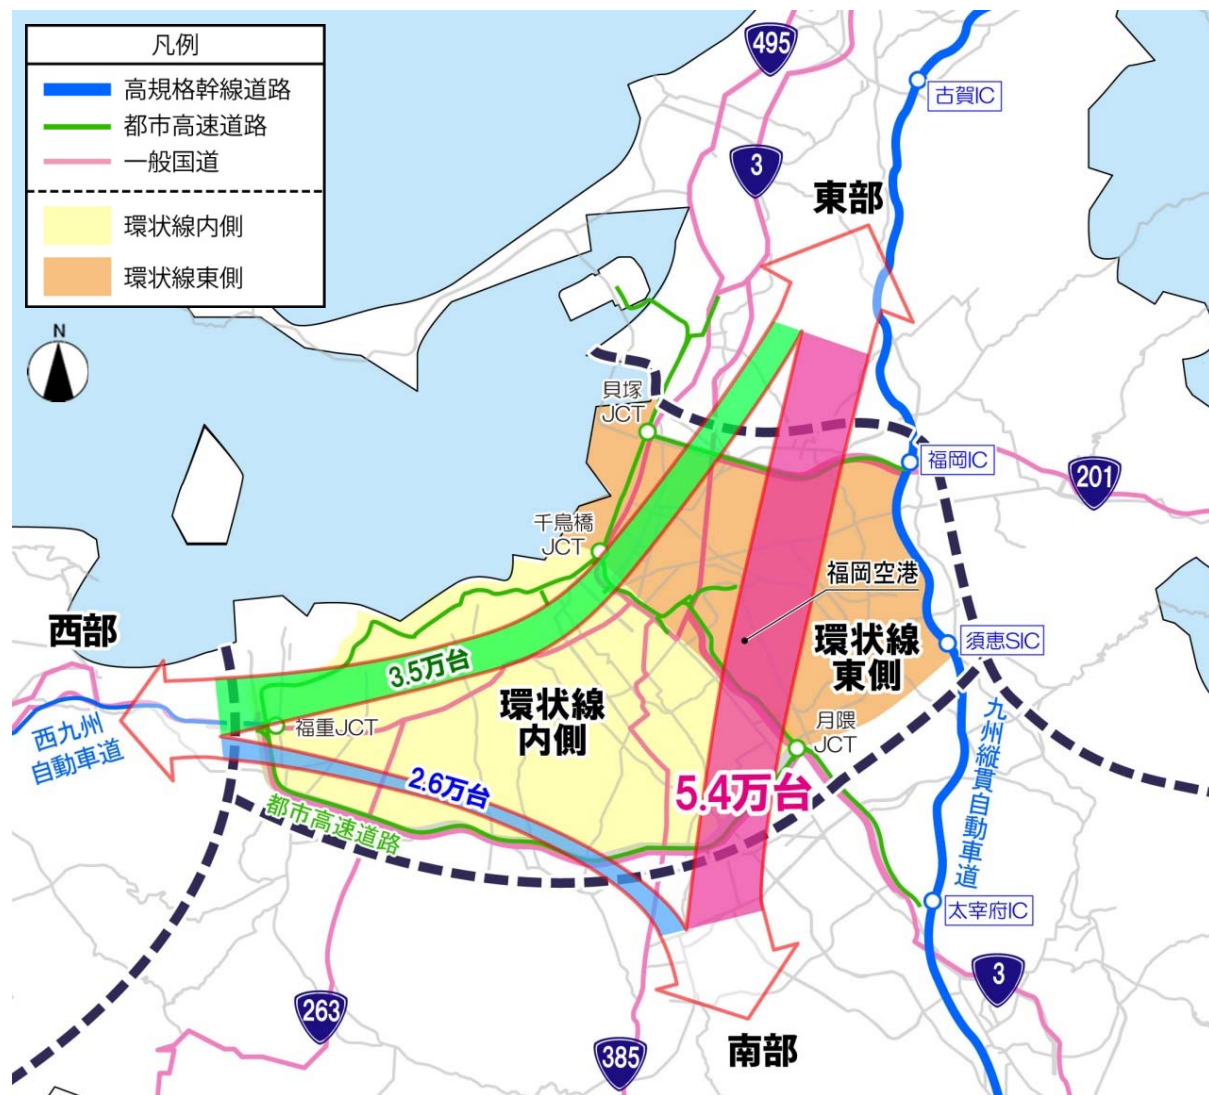 凡例
高規格幹線道路
都市高速道路
一般国道
環状線内側
環状線東側
N
495
古賀IC
3
東部
貝塚
JCT
福岡IC
201
千鳥橋
JCT
福岡空港
西部
環状線
東側
須恵SIC
3.5万台
環状線
内側
福重JCT
月隈
JCT
西九州
自動車道
九州縦貫自動車道
2.6万台
5.4万台
都市高速道路
太宰府IC
3
263
385
南部